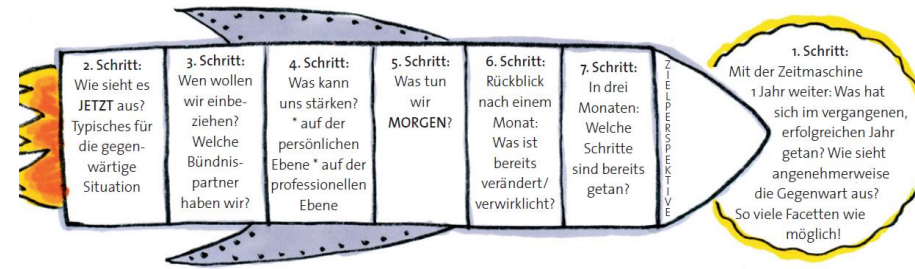 2. Schritt:
Wie sieht es
JETZT aus?
Typisches für
die gegen-
wärtige
Situation
3. Schritt:
Wen wollen
wir einbe-
ziehen?
Welche
Bündnis-
partner
haben wir?
4. Schritt:
Was kann
uns stärken?
* auf der
persönlichen
Ebene * auf der
professionellen
Ebene
5. Schritt:
Was tun
wir
MORGEN?
6. Schritt:
Rückblick
nach einem
Monat:
Was ist
bereits
verändert/
verwirklicht?
7. Schritt:
In drei
Monaten:
Welche
Schritte
sind bereits
getan?
ZIELPERSPEKTIVE
1. Schritt:
Mit der Zeitmaschine
1 Jahr weiter: Was hat
sich im vergangenen,
erfolgreichen Jahr
getan? Wie sieht
angenehmerweise
die Gegenwart aus?
So viele Facetten wie
möglich!